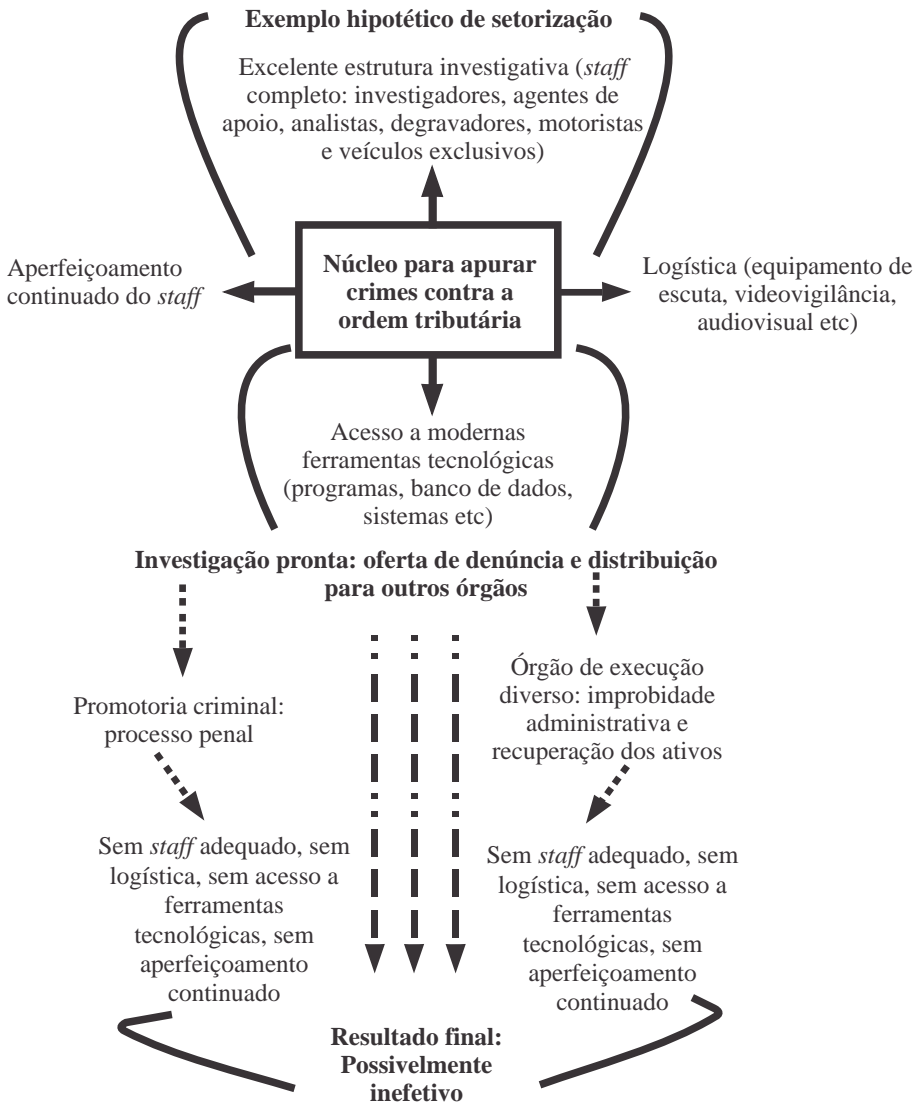 Exemplo hipotético de setorização
Excelente estrutura investigativa (staff
completo: investigadores, agentes de
apoio, analistas, degravadores, motoristas
e veículos exclusivos)
Aperfeiçoamento
continuado do staff
Núcleo para apurar
crimes contra a
ordem tributária
Logística (equipamento de
escuta, videovigilância,
audiovisual etc)
Acesso a modernas
ferramentas tecnológicas
(programas, banco de dados,
sistemas etc)
Investigação pronta: oferta de denúncia e distribuição
para outros órgãos
Promotoria criminal:
processo penal
Órgão de execução
diverso: improbidade
administrativa e
recuperação dos ativos
Sem staff adequado, sem
logística, sem acesso a
ferramentas
tecnológicas, sem
aperfeiçoamento
continuado
Sem staff adequado, sem
logística, sem acesso a
ferramentas
tecnológicas, sem
aperfeiçoamento
continuado
Resultado final:
Possivelmente
inefetivo